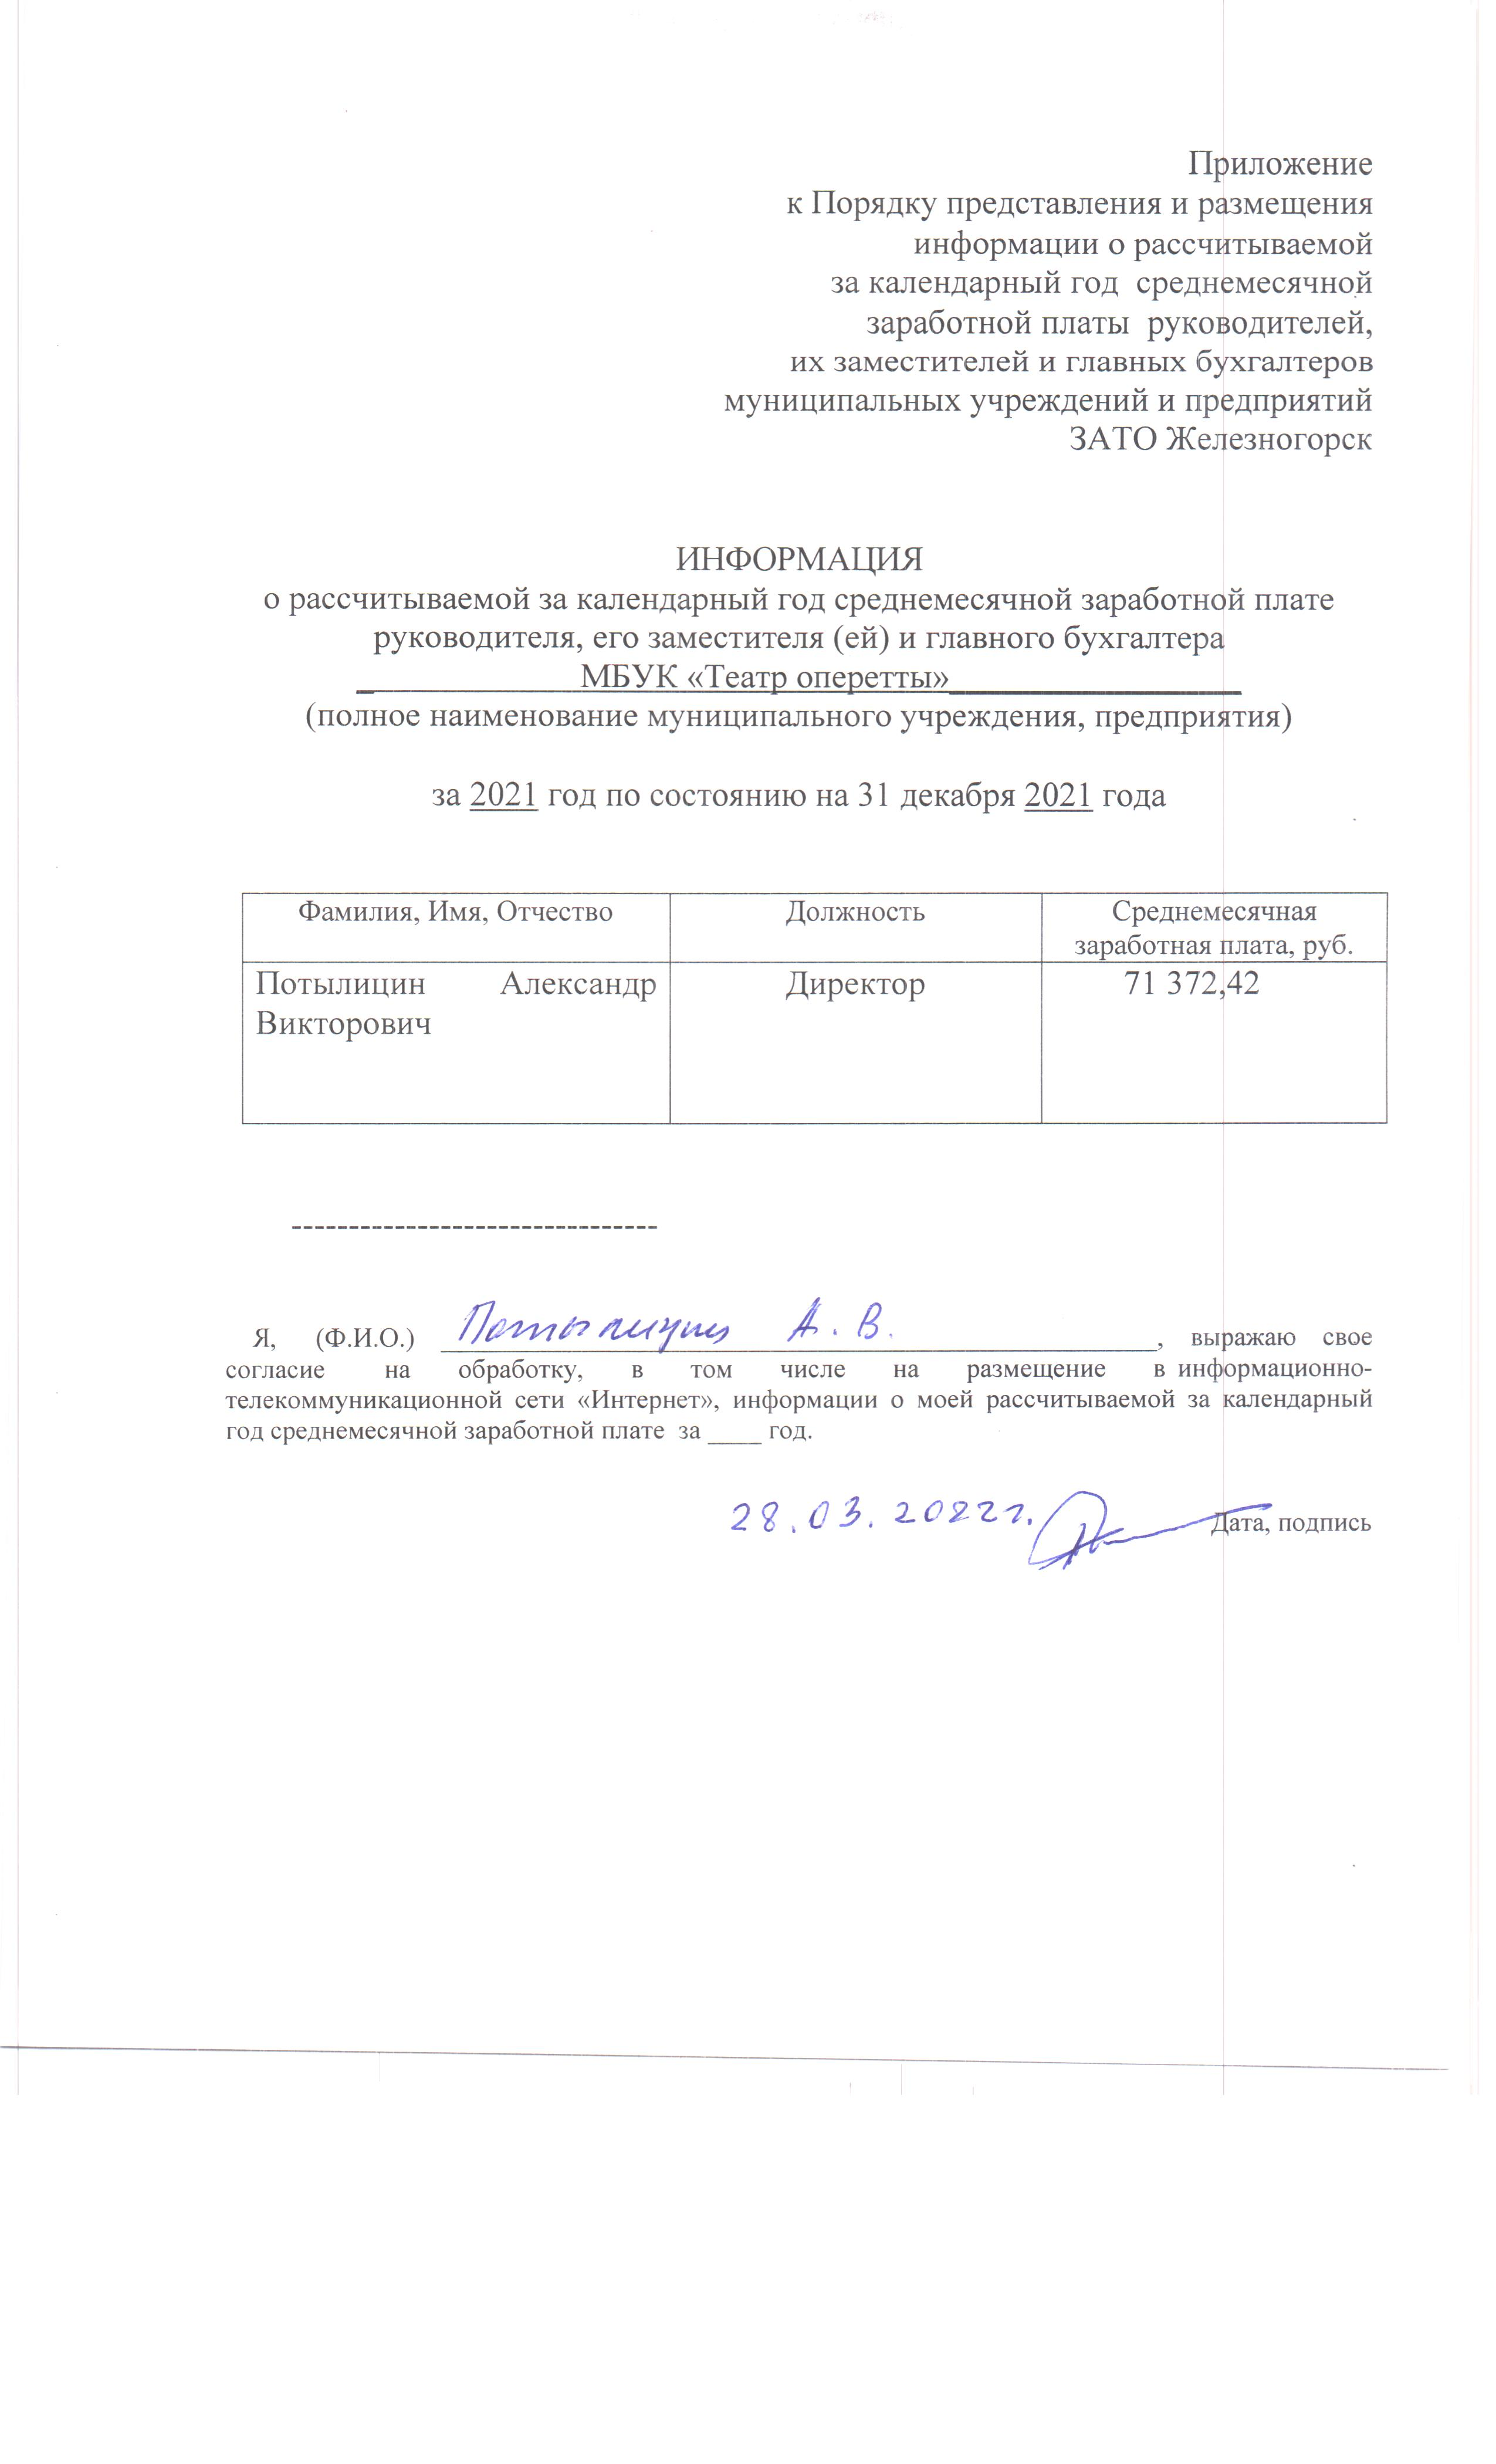 Приложение
к Порядку представления и размещения
информации о рассчитываемой
за календарный год среднемесячной
заработной платы руководителей,
их заместителей и главных бухгалтеров
муниципальных учреждений и предприятий
ЗАТО Железногорск
ИНФОРМАЦИЯ
о рассчитываемой за календарный год среднемесячной заработной плате
руководителя, его заместителя (ей) и главного бухгалтера
МБУК «Театр оперетты»
(полное наименование муниципального учреждения, предприятия)
за 2021 год по состоянию на 31 декабря 2021 года
Фамилия, Имя, Отчество Должность Среднемесячная
заработная плата, руб.
Потылицин Александр Директор 71 372,42
Викторович
--------------------------------
Я, (Ф.И.О.) Потылицин А. В. , выражаю свое
согласие на обработку, в том числе на размещение в информационно-
телекоммуникационной сети «Интернет», информации о моей рассчитываемой за календарный
год среднемесячной заработной плате за ____ год.
28.03.2022г. Дата, подпись